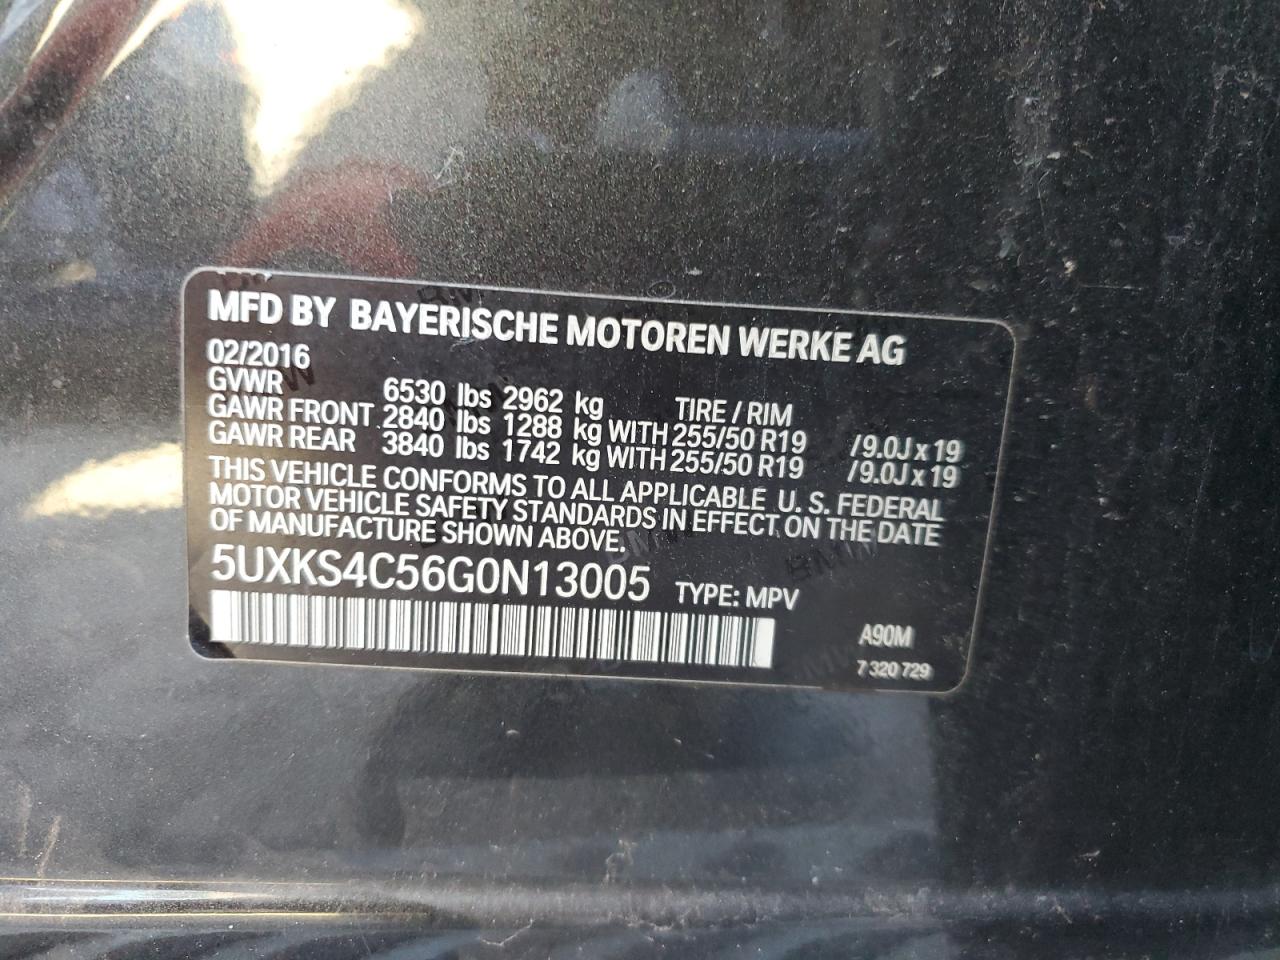 MFD BY BAYERISCHE MOTOREN WERKE AG
02/2016
GVWR 6530 lbs 2962 kg TIRE / RIM
GAWR FRONT 2840 lbs 1288 kg WITH 255/50 R19 /9.0J x 19
GAWR REAR 3840 lbs 1742 kg WITH 255/50 R19 /9.0J x 19
THIS VEHICLE CONFORMS TO ALL APPLICABLE U. S. FEDERAL
MOTOR VEHICLE SAFETY STANDARDS IN EFFECT ON THE DATE
OF MANUFACTURE SHOWN ABOVE.
5UXKS4C56G0N13005 TYPE: MPV
A90M
7 320 729